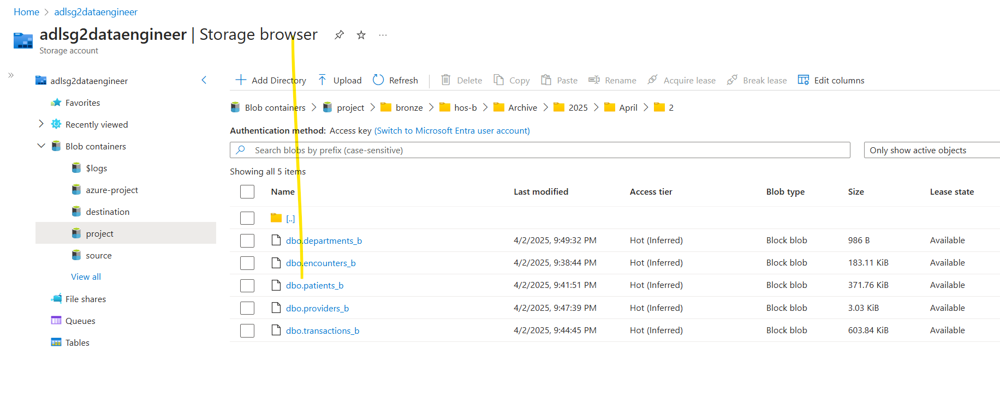 Home > adlsg2dataengineer
adlsg2dataengineer | Storage browser
Storage account
adlsg2dataengineer
Favorites
Recently viewed
Blob containers
$logs
azure-project
destination
project
source
View all
File shares
Queues
Tables
Add Directory Upload Refresh Delete Copy Paste Rename Acquire lease Break lease Edit columns
Blob containers > project > bronze > hos-b > Archive > 2025 > April > 2
Authentication method: Access key (Switch to Microsoft Entra user account)
Search blobs by prefix (case-sensitive) Only show active objects
Showing all 5 items
Name Last modified Access tier Blob type Size Lease state
[..]
dbo.departments_b 4/2/2025, 9:49:32 PM Hot (Inferred) Block blob 986 B Available
dbo.encounters_b 4/2/2025, 9:38:44 PM Hot (Inferred) Block blob 183.11 KiB Available
dbo.patients_b 4/2/2025, 9:41:51 PM Hot (Inferred) Block blob 371.76 KiB Available
dbo.providers_b 4/2/2025, 9:47:39 PM Hot (Inferred) Block blob 3.03 KiB Available
dbo.transactions_b 4/2/2025, 9:44:45 PM Hot (Inferred) Block blob 603.84 KiB Available